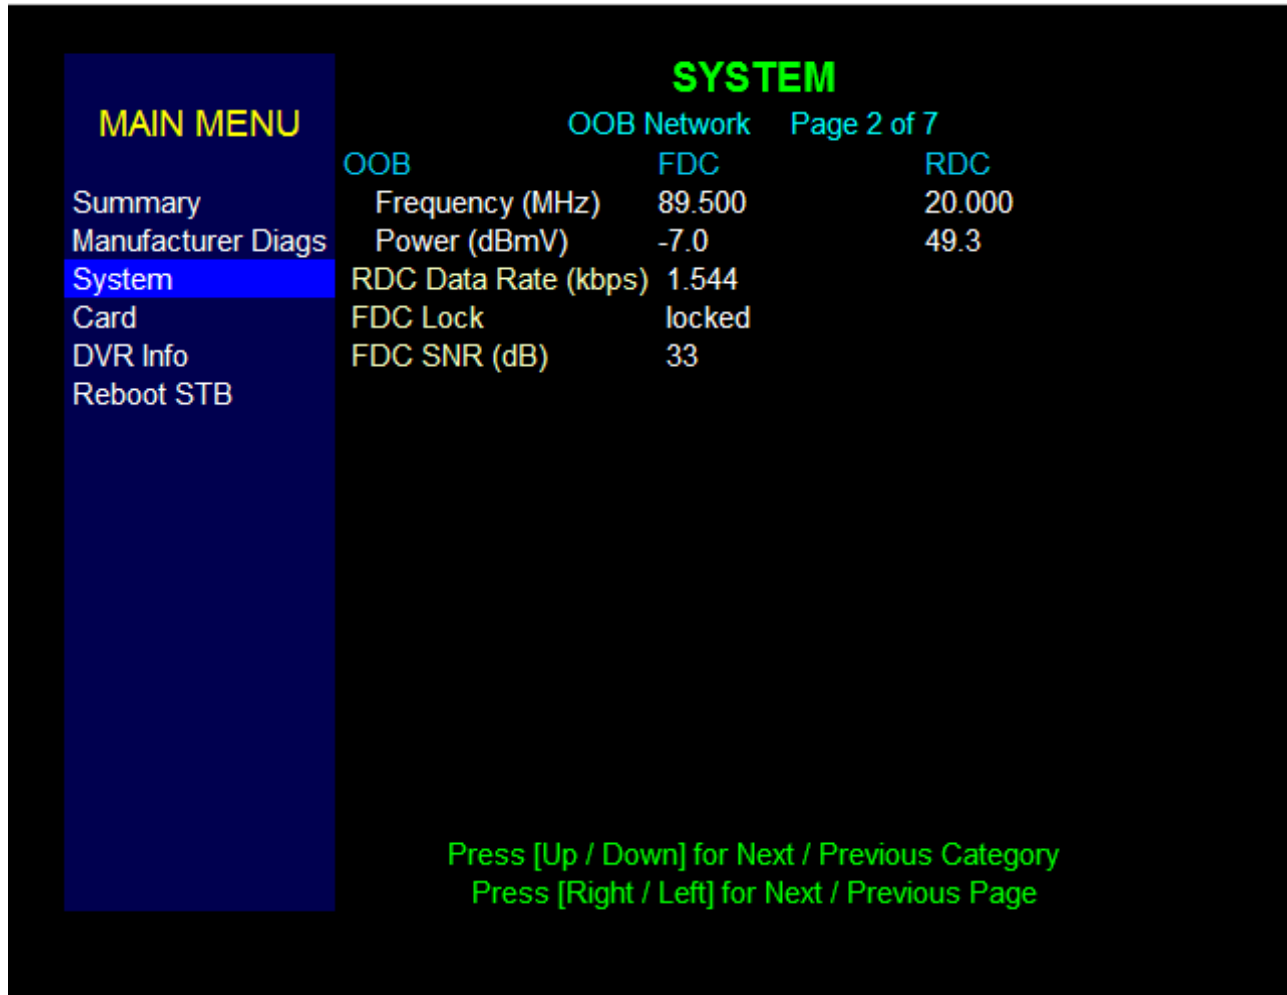 SYSTEM
MAIN MENU
OOB Network Page 2 of 7
OOB FDC RDC
Summary
Frequency (MHz) 89.500 20.000
Manufacturer Diags
Power (dBmV) -7.0 49.3
System
RDC Data Rate (kbps) 1.544
Card
FDC Lock locked
DVR Info
FDC SNR (dB) 33
Reboot STB
Press [Up / Down] for Next / Previous Category
Press [Right / Left] for Next / Previous Page